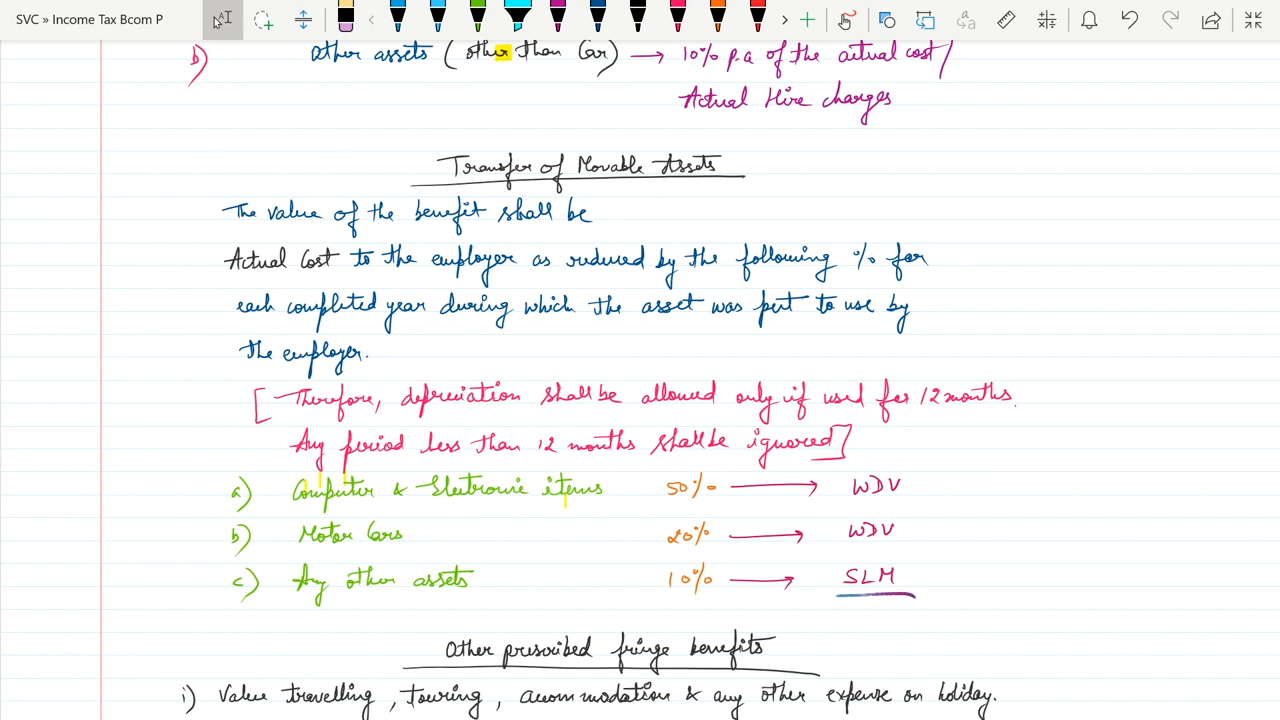 SVC » Income Tax Bcom P
b) Other assets (other than Car) → 10% p.a of the actual cost/
Actual Hire charges
Transfer of Movable Assets
The value of the benefit shall be
Actual Cost to the employer as reduced by the following % for
each completed year during which the asset was put to use by
the employer.
[Therefore, depreciation shall be allowed only if used for 12 months.
Any period less than 12 months shall be ignored]
a) Computer & Electronic items 50% → WDV
b) Motor Cars 20% → WDV
c) Any other assets 10% → SLM
Other prescribed fringe benefits
i) Value travelling, touring, accommodation & any other expense on holiday.